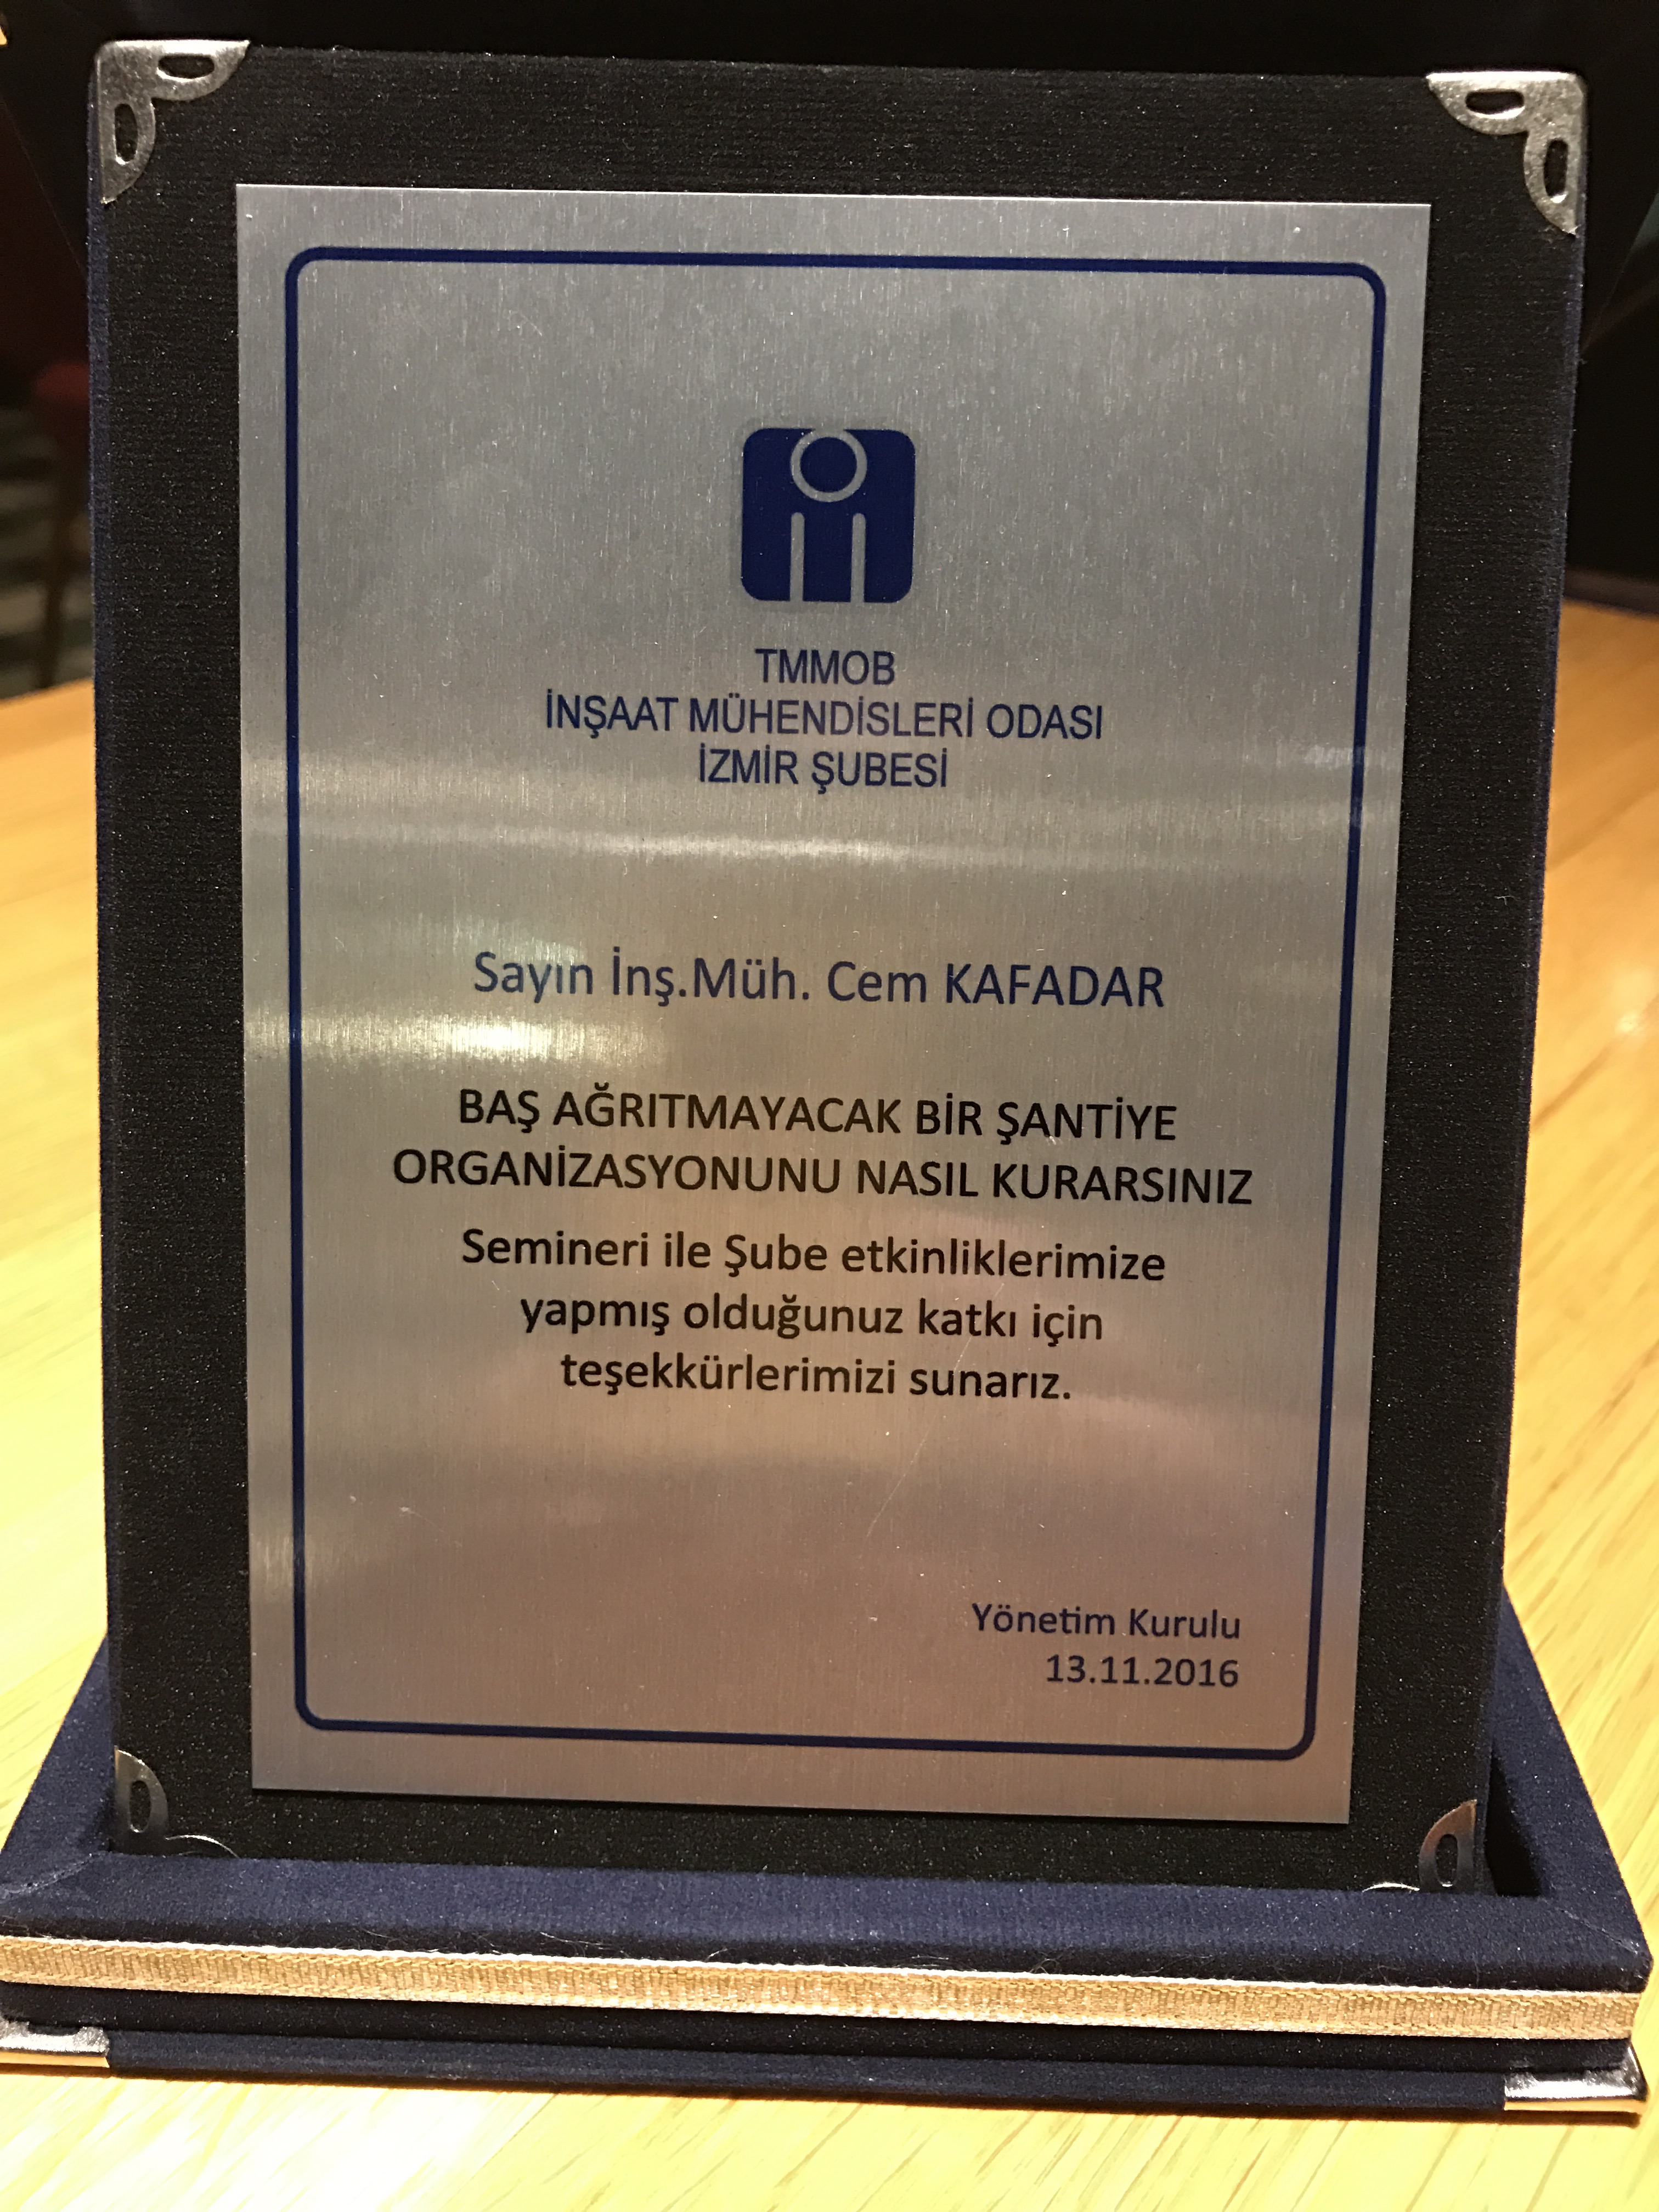 TMMOB
İNŞAAT MÜHENDİSLERİ ODASI
İZMİR ŞUBESİ
Sayın İnş.Müh. Cem KAFADAR
BAŞ AĞRITMAYACAK BİR ŞANTİYE
ORGANİZASYONUNU NASIL KURARSINIZ
Semineri ile Şube etkinliklerimize
yapmış olduğunuz katkı için
teşekkürlerimizi sunarız.
Yönetim Kurulu
13.11.2016